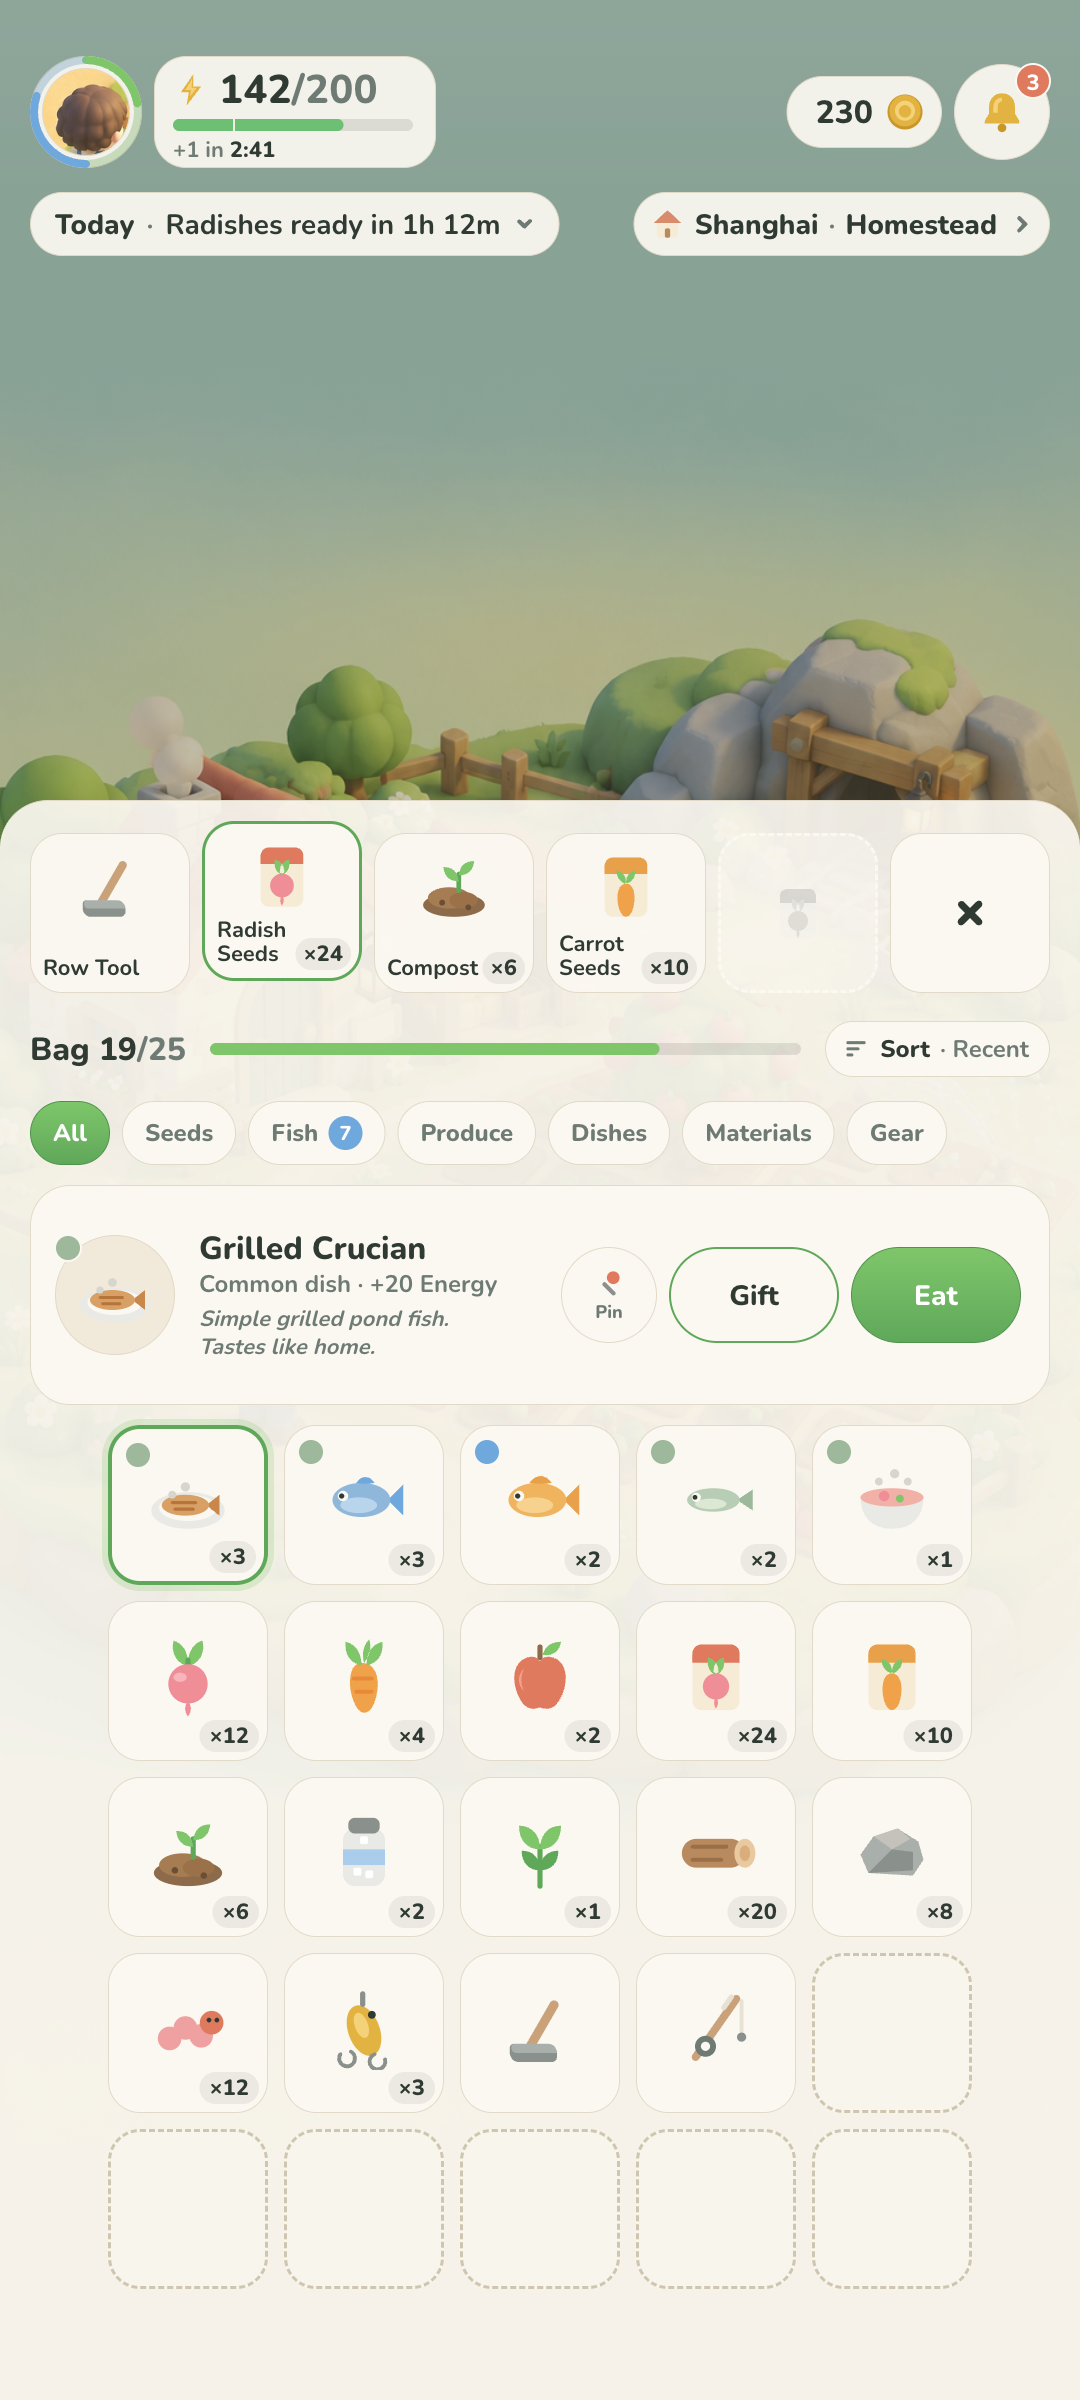 142/200
+1 in 2:41
230
3
Today · Radishes ready in 1h 12m
Shanghai · Homestead
Row Tool
Radish
Seeds ×24
Compost ×6
Carrot
Seeds ×10
Bag 19/25
Sort · Recent
All
Seeds
Fish 7
Produce
Dishes
Materials
Gear
Grilled Crucian
Common dish · +20 Energy
Simple grilled pond fish.
Tastes like home.
Pin
Gift
Eat
×3 ×3 ×2 ×2 ×1
×12 ×4 ×2 ×24 ×10
×6 ×2 ×1 ×20 ×8
×12 ×3